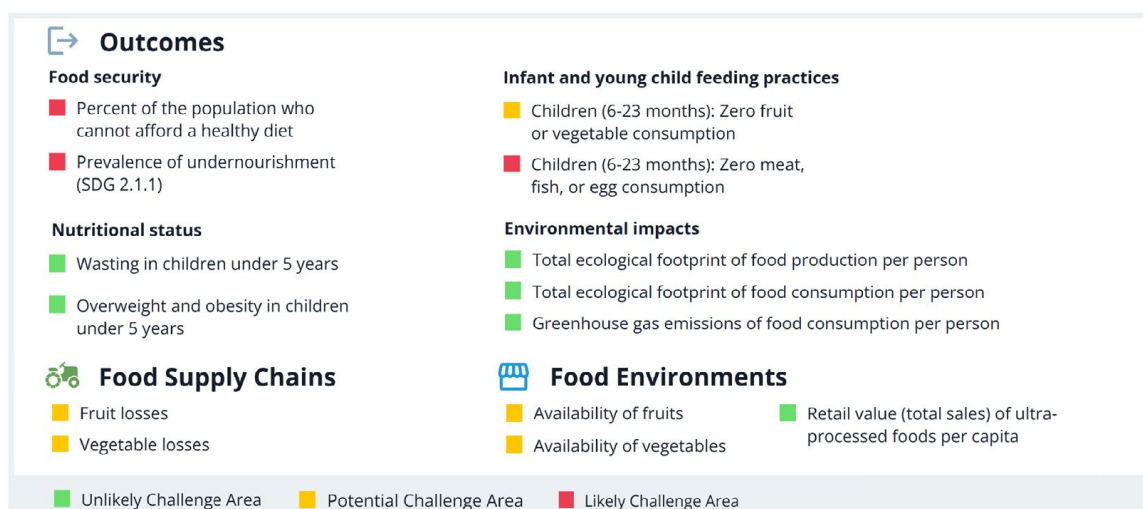 Outcomes
Food security
Percent of the population who
cannot afford a healthy diet
Prevalence of undernourishment
(SDG 2.1.1)
Infant and young child feeding practices
Children (6-23 months): Zero fruit
or vegetable consumption
Children (6-23 months): Zero meat,
fish, or egg consumption
Nutritional status
Wasting in children under 5 years
Overweight and obesity in children
under 5 years
Environmental impacts
Total ecological footprint of food production per person
Total ecological footprint of food consumption per person
Greenhouse gas emissions of food consumption per person
Food Supply Chains
Fruit losses
Vegetable losses
Food Environments
Availability of fruits
Availability of vegetables
Retail value (total sales) of ultra-
processed foods per capita
Unlikely Challenge Area
Potential Challenge Area
Likely Challenge Area